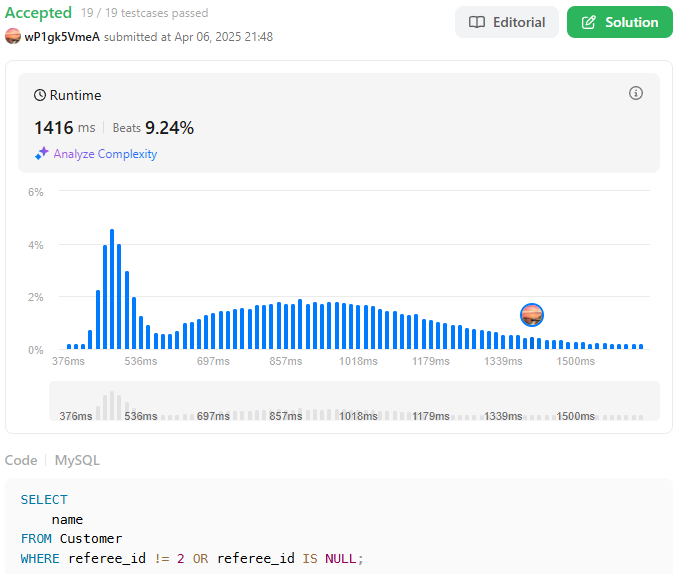 Accepted 19 / 19 testcases passed
Editorial
Solution
wP1gk5VmeA submitted at Apr 06, 2025 21:48
Runtime
1416 ms Beats 9.24%
Analyze Complexity
6%
4%
2%
0%
376ms 536ms 697ms 857ms 1018ms 1179ms 1339ms 1500ms
376ms 536ms 697ms 857ms 1018ms 1179ms 1339ms 1500ms
Code MySQL
SELECT
name
FROM Customer
WHERE referee_id != 2 OR referee_id IS NULL;